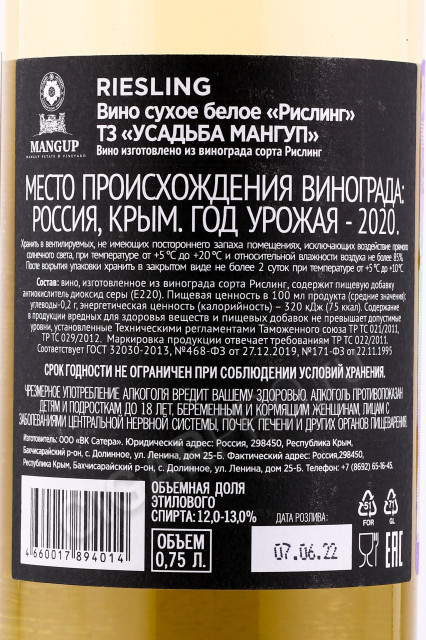 RIESLING
Вино сухое белое «Рислинг»
ТЗ «УСАДЬБА МАНГУП»
Вино изготовлено из винограда сорта Рислинг
MANGUP
MANGUP ESTATE & VINEYARD
МЕСТО ПРОИСХОЖДЕНИЯ ВИНОГРАДА:
РОССИЯ, КРЫМ. ГОД УРОЖАЯ - 2020.
Хранить в вентилируемых, не имеющих постороннего запаха помещениях, исключающих воздействие прямого
солнечного света, при температуре от +5°C до +20°C и относительной влажности воздуха не более 85%.
После вскрытия упаковки хранить в закрытом виде не более 2 суток при температуре от +5°C до +10°C.
Состав: вино, изготовленное из винограда сорта Рислинг, содержит пищевую добавку
антиокислитель диоксид серы (Е220). Пищевая ценность в 100 мл продукта (средние значения):
углеводы-0,2 г, энергетическая ценность (калорийность) – 320 кДж (75 ккал). Содержание
в продукции вредных для здоровья веществ и пищевых добавок не превышает допустимые
уровни, установленные Техническими регламентами Таможенного союза ТР ТС 021/2011,
ТР ТС 029/2012. Маркировка продукции отвечает требованиям ТР ТС 022/2011.
Соответствует ГОСТ 32030-2013, №468-ФЗ от 27.12.2019, №171-ФЗ от 22.11.1995
СРОК ГОДНОСТИ НЕ ОГРАНИЧЕН ПРИ СОБЛЮДЕНИИ УСЛОВИЙ ХРАНЕНИЯ.
ЧРЕЗМЕРНОЕ УПОТРЕБЛЕНИЕ АЛКОГОЛЯ ВРЕДИТ ВАШЕМУ ЗДОРОВЬЮ. АЛКОГОЛЬ ПРОТИВОПОКАЗАН
ДЕТЯМ И ПОДРОСТКАМ ДО 18 ЛЕТ, БЕРЕМЕННЫМ И КОРМЯЩИМ ЖЕНЩИНАМ, ЛИЦАМ С
ЗАБОЛЕВАНИЯМИ ЦЕНТРАЛЬНОЙ НЕРВНОЙ СИСТЕМЫ, ПОЧЕК, ПЕЧЕНИ И ДРУГИХ ОРГАНОВ ПИЩЕВАРЕНИЯ.
Изготовитель: ООО «ВК Сатера». Юридический адрес: Россия, 298450, Республика Крым,
Бахчисарайский р-он, с. Долинное, ул. Ленина, дом 25-Б. Фактический адрес: Россия, 298450,
Республика Крым, Бахчисарайский р-он, с. Долинное, ул. Ленина, дом 25-Б. Телефон: +7 (8692) 65-16-45.
4 660017 894014
ОБЪЕМНАЯ ДОЛЯ
ЭТИЛОВОГО
СПИРТА: 12,0-13,0%
ОБЪЕМ
0,75 Л.
ДАТА РОЗЛИВА:
07.06.22
51
FOR
71
GL
EAC